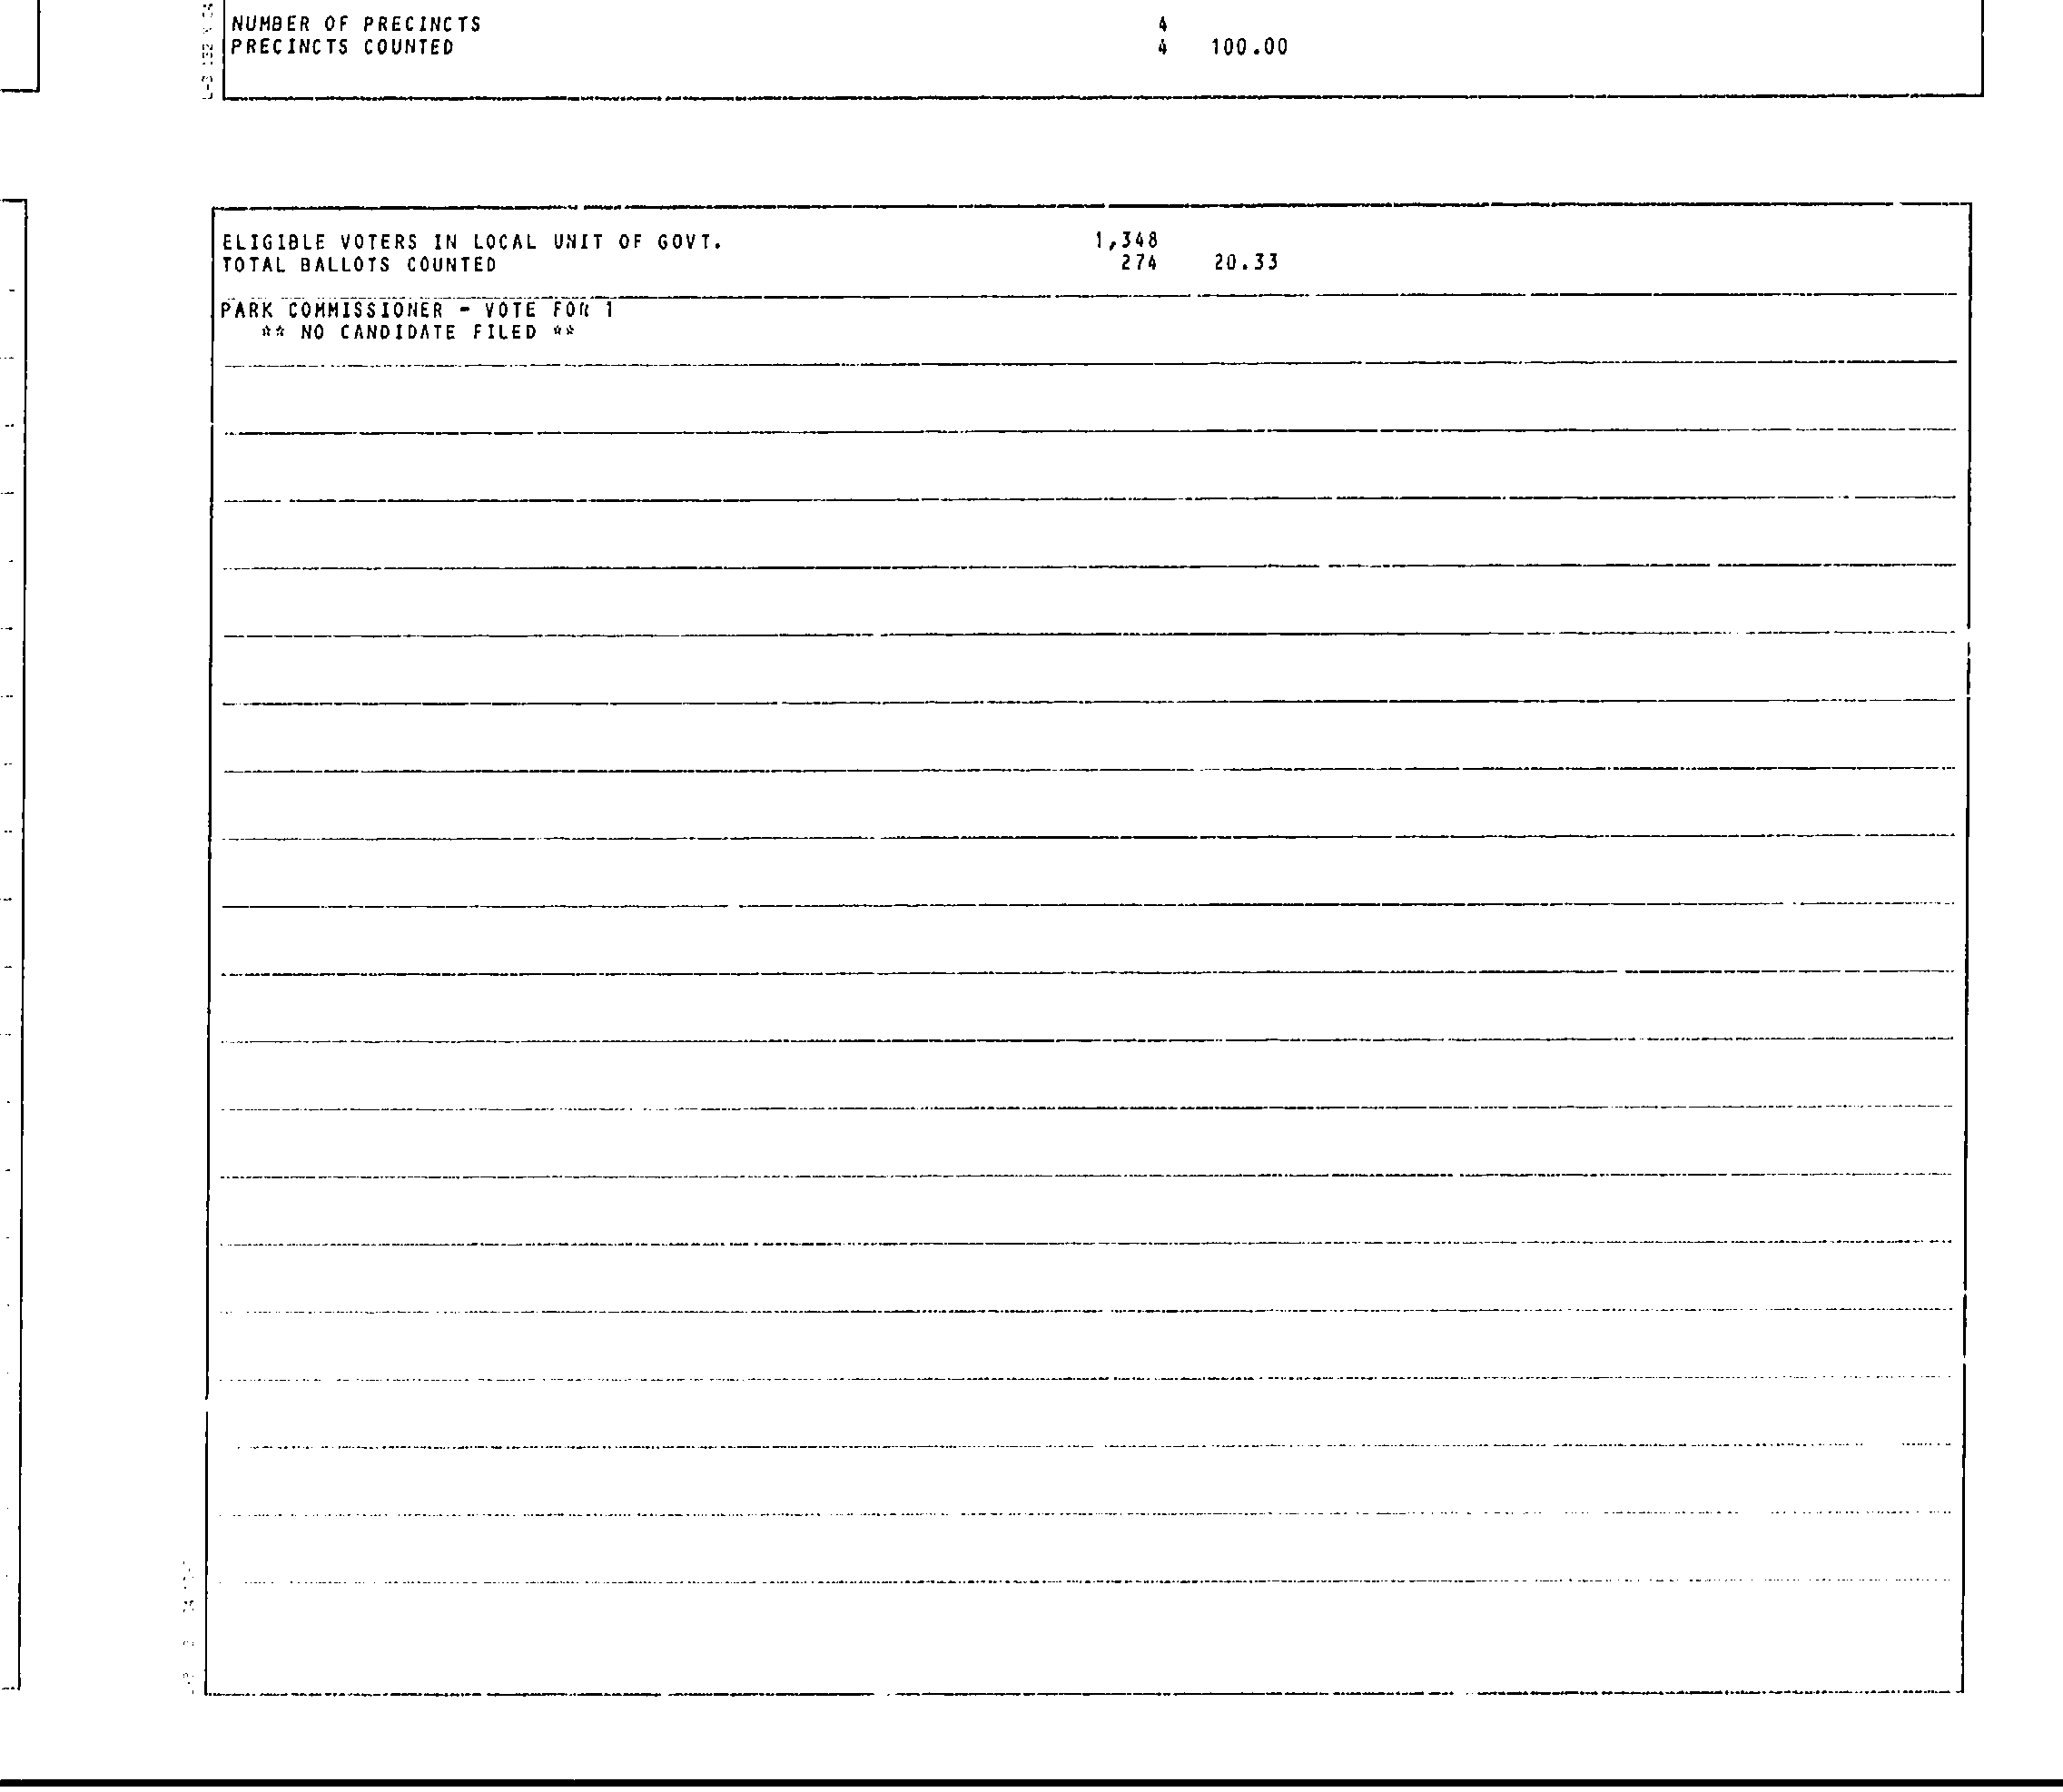 NUMBER OF PRECINCTS 4
PRECINCTS COUNTED 4 100.00
ELIGIBLE VOTERS IN LOCAL UNIT OF GOVT. 1,348
TOTAL BALLOTS COUNTED 274 20.33
PARK COMMISSIONER - VOTE FOR 1
** NO CANDIDATE FILED **